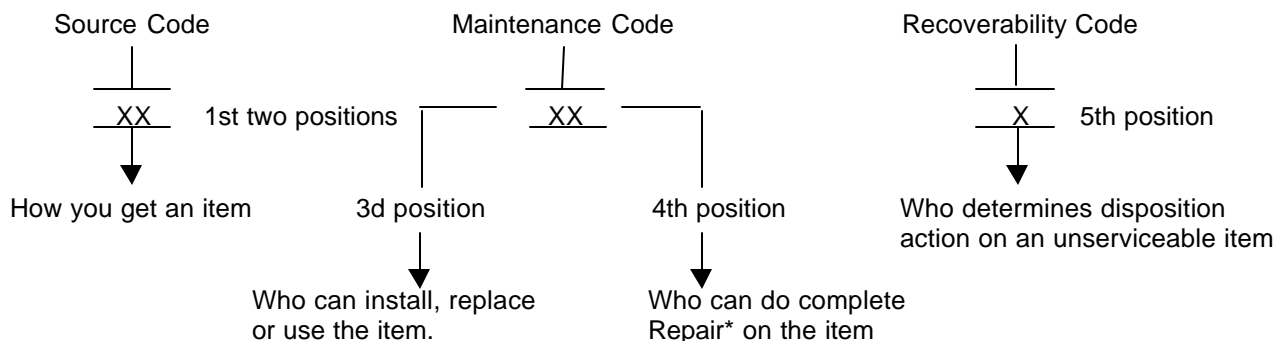 Source Code
Maintenance Code
Recoverability Code
XX
1st two positions
XX
X
5th position
How you get an item
3d position
4th position
Who determines disposition
action on an unserviceable item
Who can install, replace
or use the item.
Who can do complete
Repair* on the item